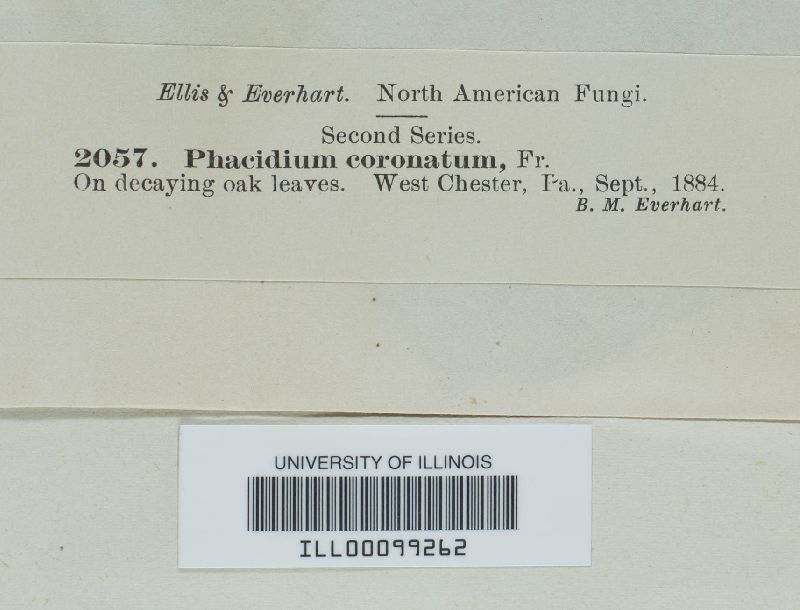 Ellis & Everhart. North American Fungi.
Second Series.
2057. Phacidium coronatum, Fr.
On decaying oak leaves. West Chester, Pa., Sept., 1884.
B. M. Everhart.
UNIVERSITY OF ILLINOIS
ILL00099262